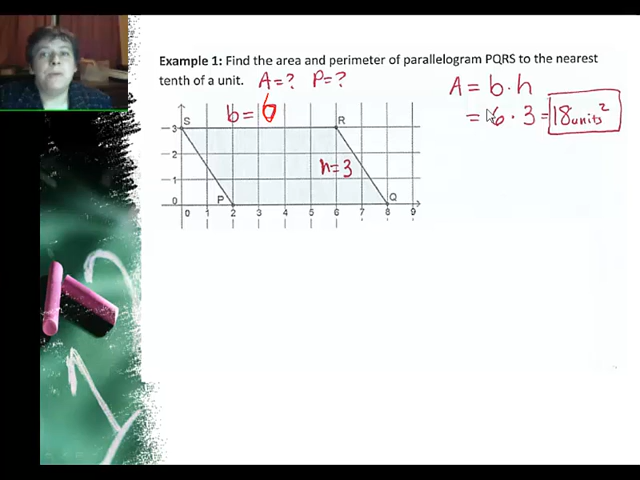 Example 1: Find the area and perimeter of parallelogram PQRS to the nearest
tenth of a unit. A = ? P = ?
A = b · h
b = 6
= 6 · 3 = 18 units²
S R
3
2
h = 3
1
P Q
0
0 1 2 3 4 5 6 7 8 9